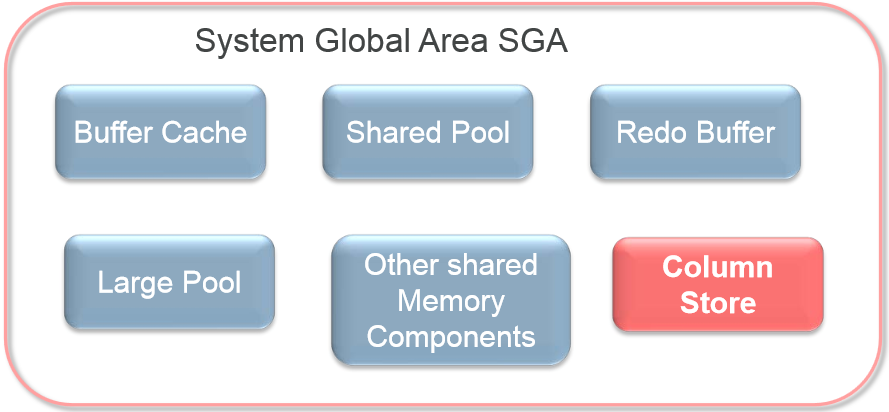 System Global Area SGA
Buffer Cache
Shared Pool
Redo Buffer
Large Pool
Other shared
Memory
Components
Column
Store